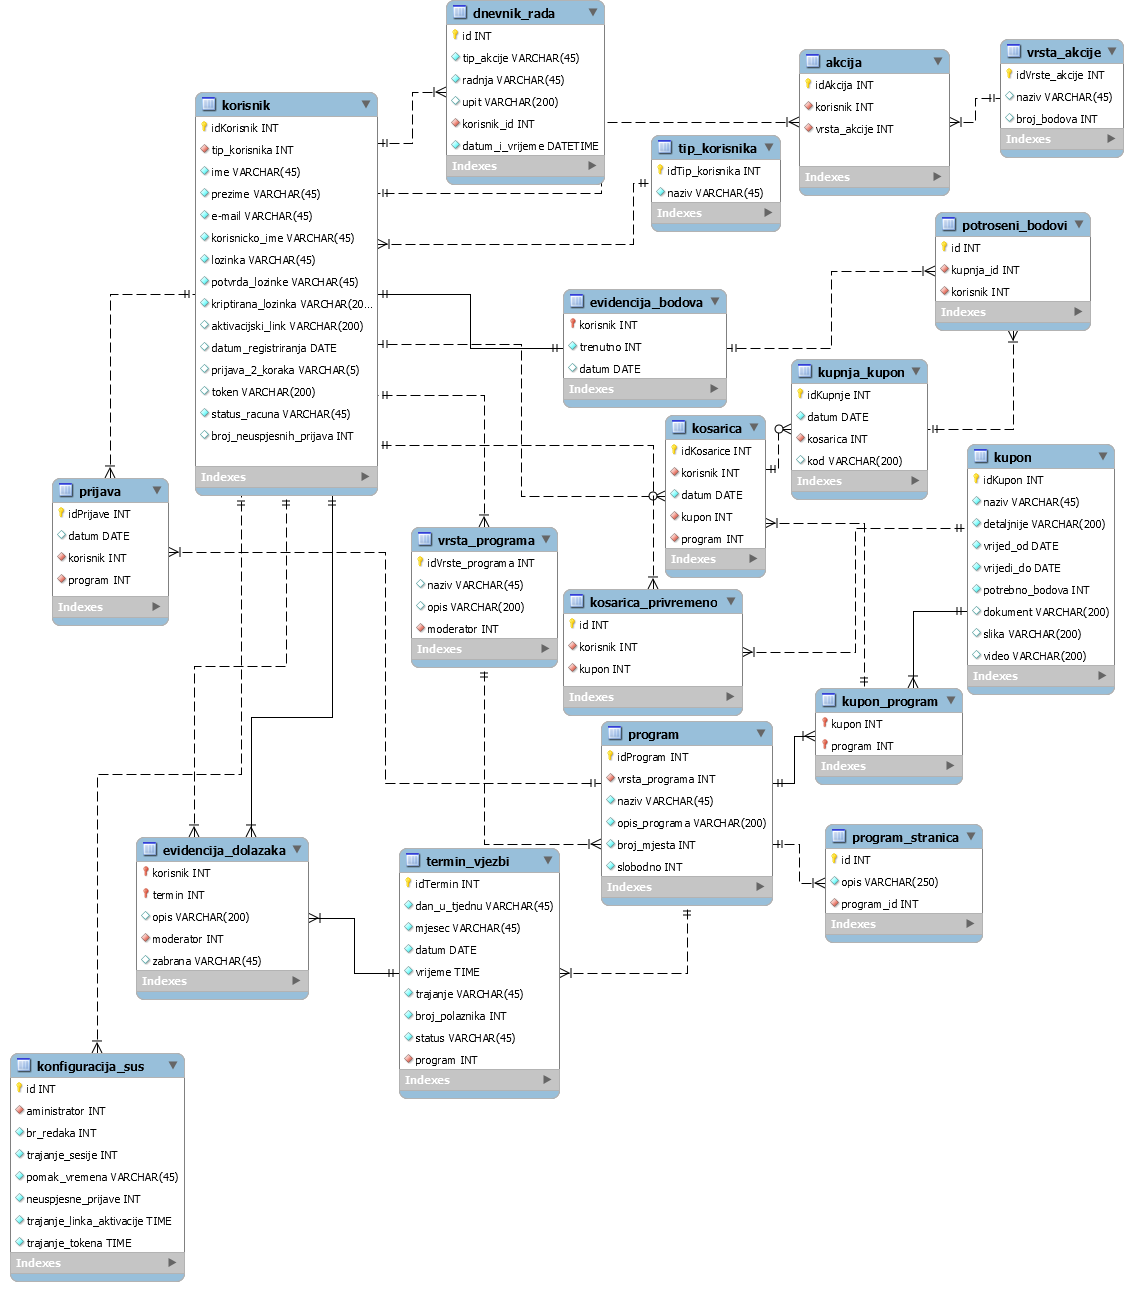 dnevnik_rada
id INT
tip_akcije VARCHAR(45)
radnja VARCHAR(45)
upit VARCHAR(200)
korisnik_id INT
datum_i_vrijeme DATETIME
Indexes
akcija
idAkcija INT
korisnik INT
vrsta_akcije INT
Indexes
vrsta_akcije
idVrste_akcije INT
naziv VARCHAR(45)
broj_bodova INT
Indexes
korisnik
idKorisnik INT
tip_korisnika INT
ime VARCHAR(45)
prezime VARCHAR(45)
e-mail VARCHAR(45)
korisnicko_ime VARCHAR(45)
lozinka VARCHAR(45)
potvrda_lozinke VARCHAR(45)
kriptirana_lozinka VARCHAR(20...
aktivacijski_link VARCHAR(200)
datum_registriranja DATE
prijava_2_koraka VARCHAR(5)
token VARCHAR(200)
status_racuna VARCHAR(45)
broj_neuspjesnih_prijava INT
Indexes
tip_korisnika
idTip_korisnika INT
naziv VARCHAR(45)
Indexes
potroseni_bodovi
id INT
kupnja_id INT
korisnik INT
Indexes
evidencija_bodova
korisnik INT
trenutno INT
datum DATE
Indexes
kupnja_kupon
idKupnje INT
datum DATE
kosarica INT
kod VARCHAR(200)
kosarica
idKosarice INT
korisnik INT
datum DATE
kupon INT
program INT
Indexes
kupon
idKupon INT
naziv VARCHAR(45)
detaljnije VARCHAR(200)
vrijed_od DATE
vrijedi_do DATE
potrebno_bodova INT
dokument VARCHAR(200)
slika VARCHAR(200)
video VARCHAR(200)
Indexes
prijava
idPrijave INT
datum DATE
korisnik INT
program INT
Indexes
vrsta_programa
idVrste_programa INT
naziv VARCHAR(45)
opis VARCHAR(200)
moderator INT
Indexes
kosarica_privremeno
id INT
korisnik INT
kupon INT
Indexes
kupon_program
kupon INT
program INT
Indexes
program
idProgram INT
vrsta_programa INT
naziv VARCHAR(45)
opis_programa VARCHAR(200)
broj_mjesta INT
slobodno INT
Indexes
program_stranica
id INT
opis VARCHAR(250)
program_id INT
Indexes
evidencija_dolazaka
korisnik INT
termin INT
opis VARCHAR(200)
moderator INT
zabrana VARCHAR(45)
Indexes
termin_vjezbi
idTermin INT
dan_u_tjednu VARCHAR(45)
mjesec VARCHAR(45)
datum DATE
vrijeme TIME
trajanje VARCHAR(45)
broj_polaznika INT
status VARCHAR(45)
program INT
Indexes
konfiguracija_sus
id INT
aministrator INT
br_redaka INT
trajanje_sesije INT
pomak_vremena VARCHAR(45)
neuspjesne_prijave INT
trajanje_linka_aktivacije TIME
trajanje_tokena TIME
Indexes